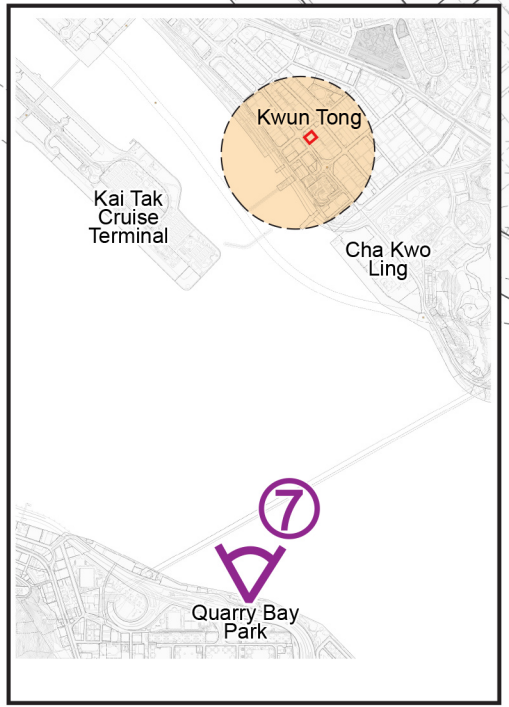 Kwun Tong
Kai Tak
Cruise
Terminal
Cha Kwo
Ling
7
Quarry Bay
Park